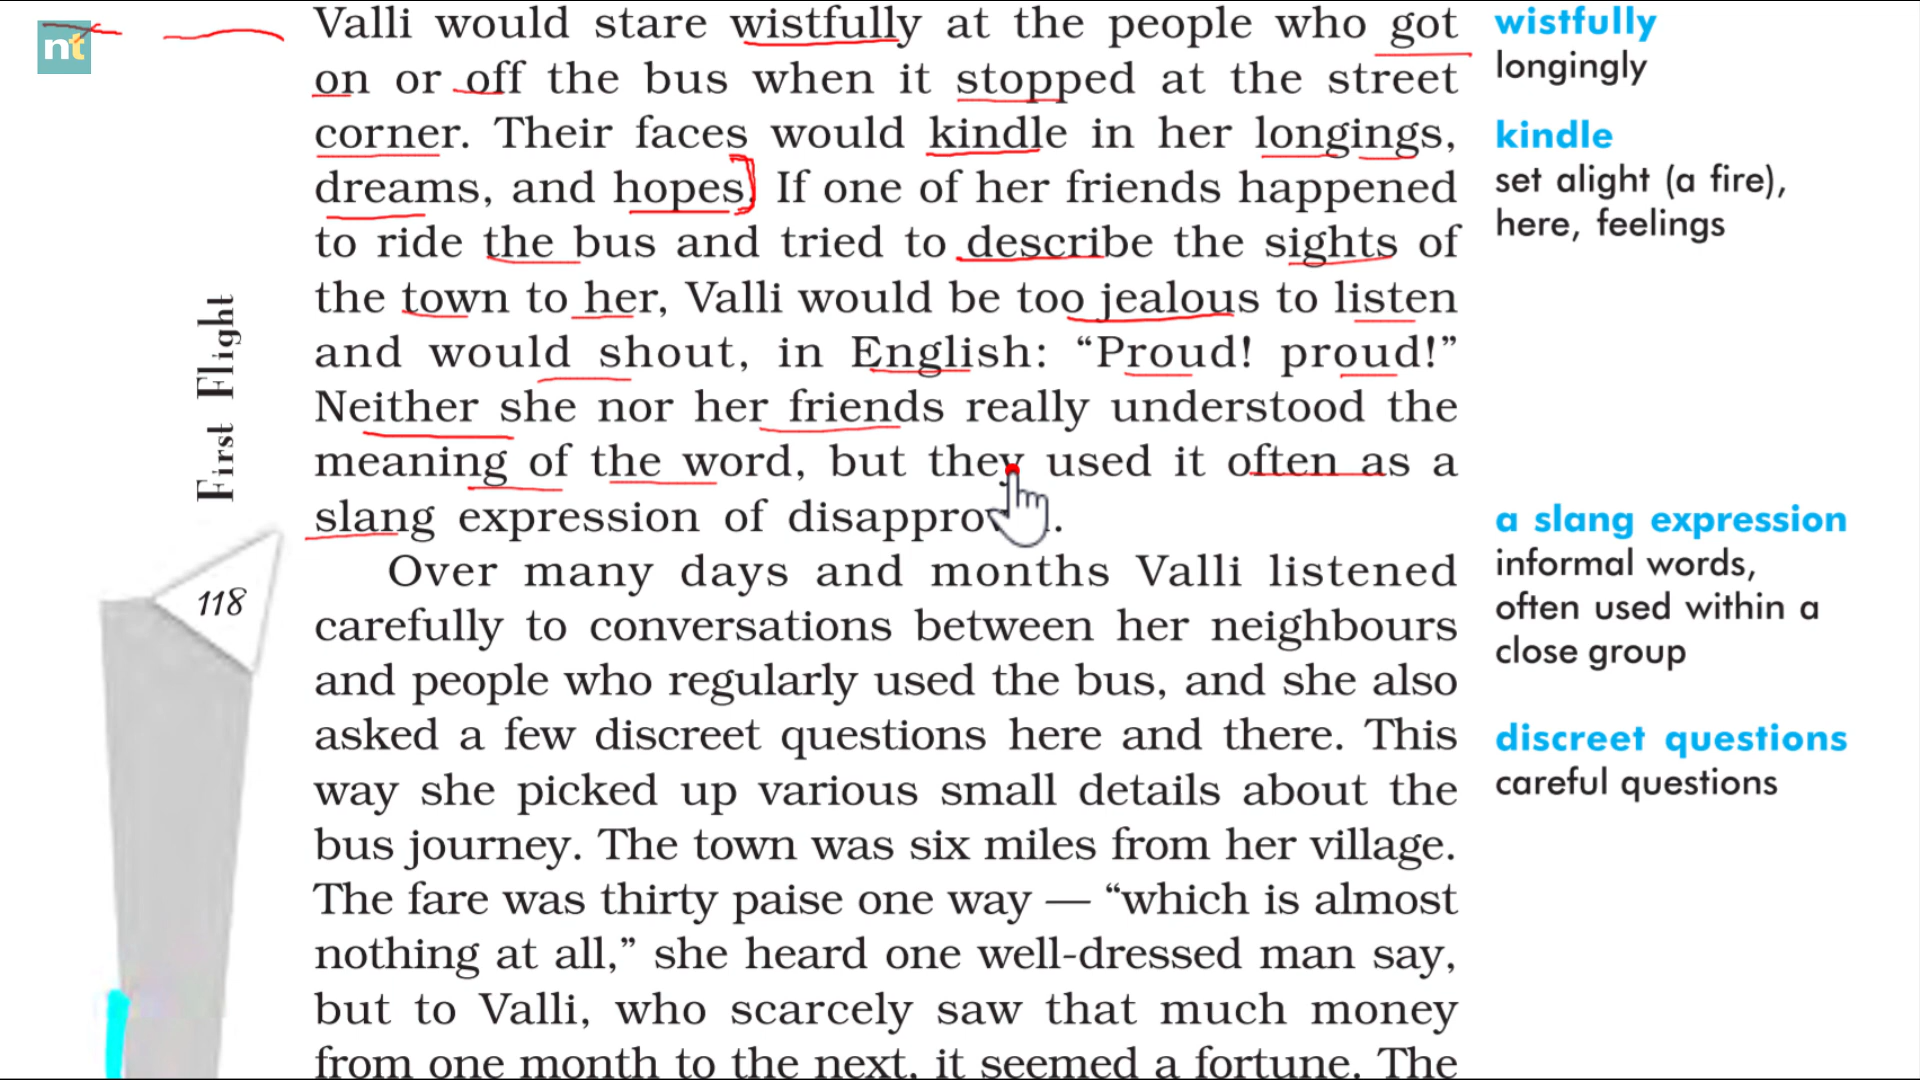 nt
Valli would stare wistfully at the people who got
on or off the bus when it stopped at the street
corner. Their faces would kindle in her longings,
dreams, and hopes. If one of her friends happened
to ride the bus and tried to describe the sights of
the town to her, Valli would be too jealous to listen
and would shout, in English: “Proud! proud!”
Neither she nor her friends really understood the
meaning of the word, but they used it often as a
slang expression of
Over many days and months Valli listened
carefully to conversations between her neighbours
and people who regularly used the bus, and she also
asked a few discreet questions here and there. This
way she picked up various small details about the
bus journey. The town was six miles from her village.
The fare was thirty paise one way — “which is almost
nothing at all,” she heard one well-dressed man say,
but to Valli, who scarcely saw that much money
from one month to the next, it seemed a fortune. The
wistfully
longingly
kindle
set alight (a fire),
here, feelings
a slang expression
informal words,
often used within a
close group
discreet questions
careful questions
First Flight
118